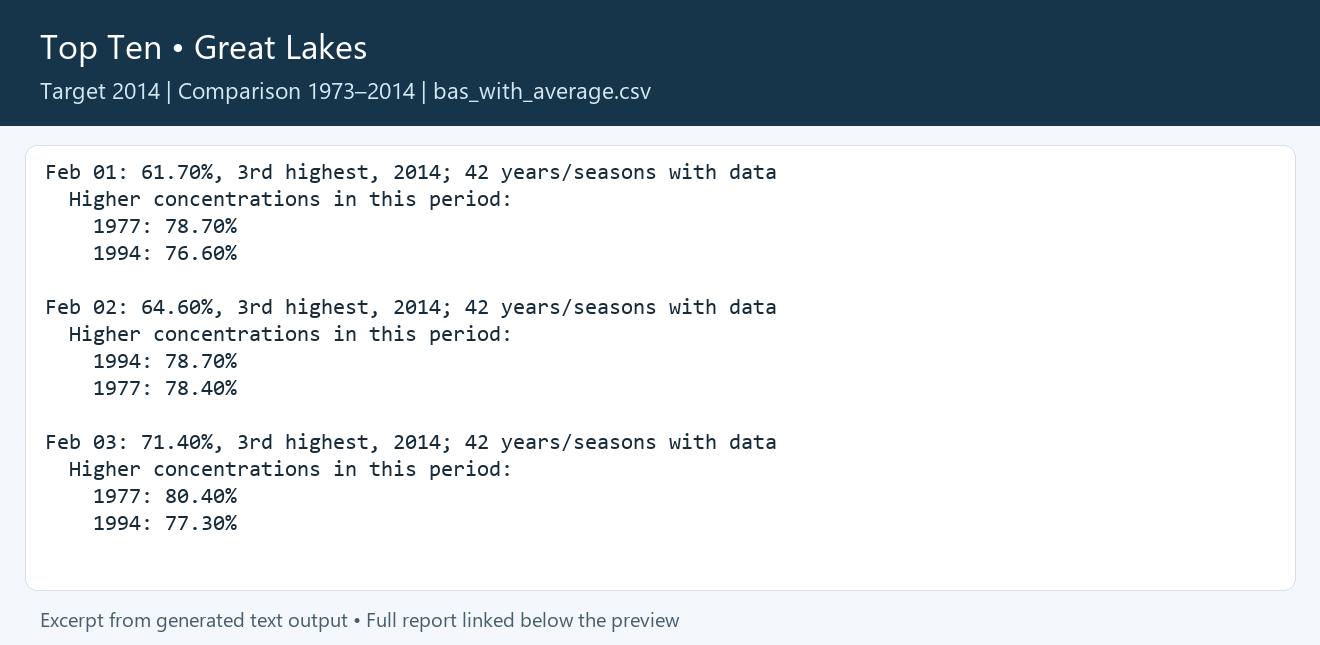 Top Ten • Great Lakes
Target 2014 | Comparison 1973–2014 | bas_with_average.csv
Feb 01: 61.70%, 3rd highest, 2014; 42 years/seasons with data
Higher concentrations in this period:
1977: 78.70%
1994: 76.60%
Feb 02: 64.60%, 3rd highest, 2014; 42 years/seasons with data
Higher concentrations in this period:
1994: 78.70%
1977: 78.40%
Feb 03: 71.40%, 3rd highest, 2014; 42 years/seasons with data
Higher concentrations in this period:
1977: 80.40%
1994: 77.30%
Excerpt from generated text output • Full report linked below the preview